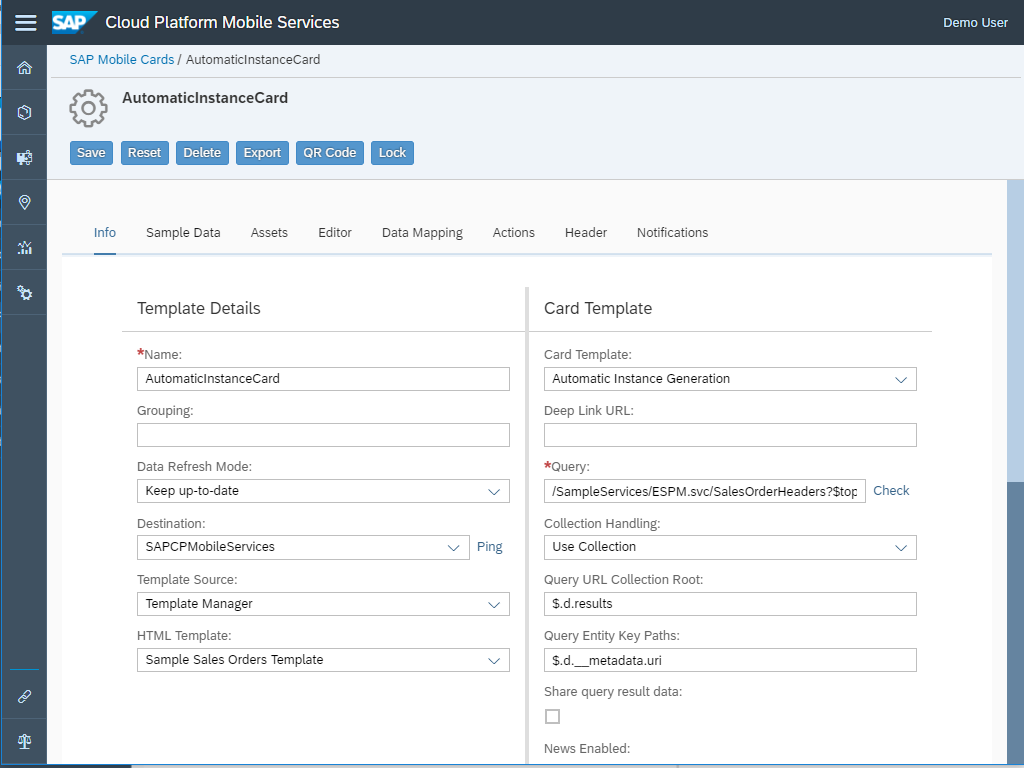 SAP Cloud Platform Mobile Services Demo User
SAP Mobile Cards / AutomaticInstanceCard
AutomaticInstanceCard
Save Reset Delete Export QR Code Lock
Info Sample Data Assets Editor Data Mapping Actions Header Notifications
Template Details
*Name:
AutomaticInstanceCard
Grouping:
Data Refresh Mode:
Keep up-to-date
Destination:
SAPCPMobileServices Ping
Template Source:
Template Manager
HTML Template:
Sample Sales Orders Template
Card Template
Card Template:
Automatic Instance Generation
Deep Link URL:
*Query:
/SampleServices/ESPM.svc/SalesOrderHeaders?$top Check
Collection Handling:
Use Collection
Query URL Collection Root:
$.d.results
Query Entity Key Paths:
$.d.__metadata.uri
Share query result data:
News Enabled: